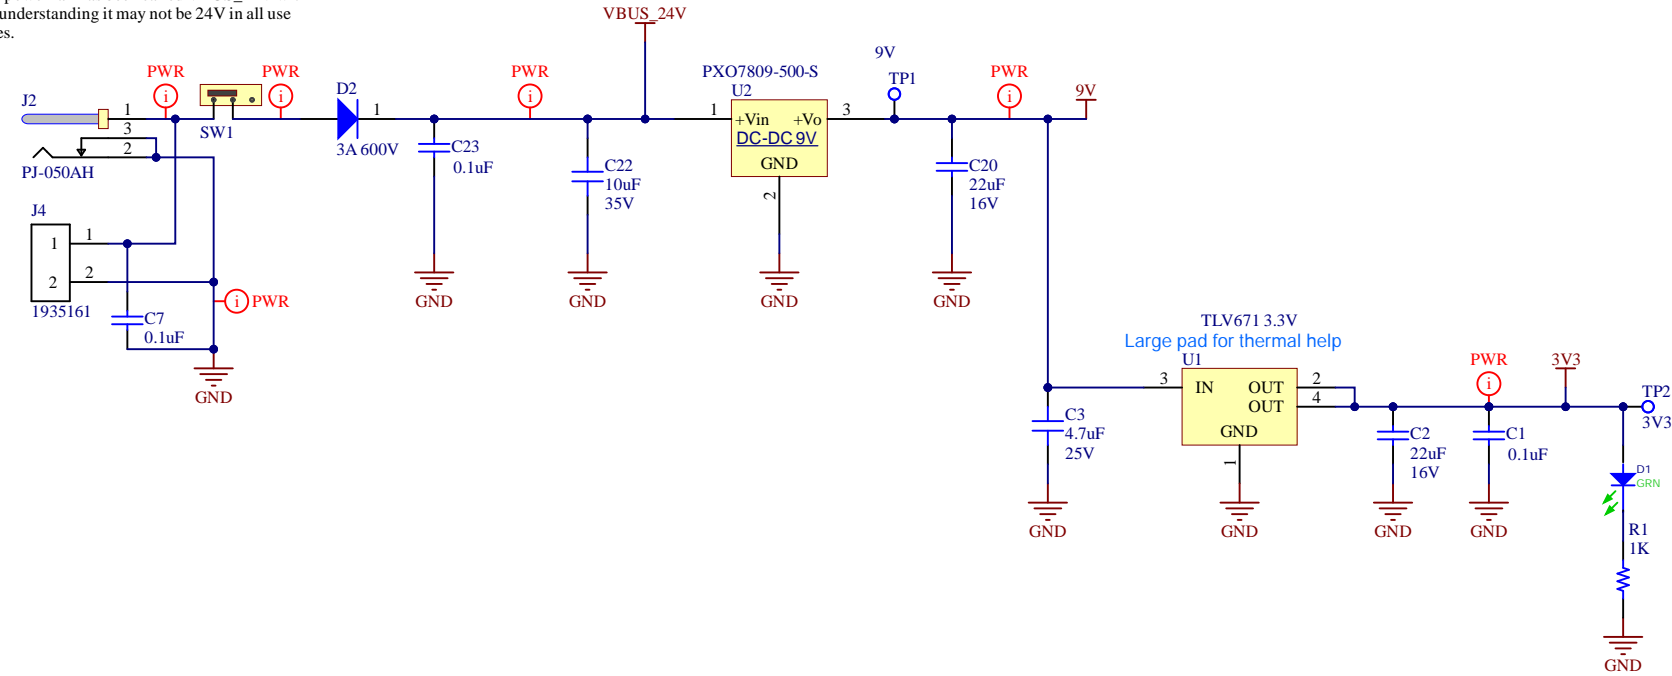 understanding it may not be 24V in all use
es.
VBUS_24V
9V
PWR
PWR
PWR
PXO7809-500-S
U2
TP1
PWR
9V
J2
1
3
2
PJ-050AH
SW1
D2
1
3A 600V
C23
0.1uF
C22
10uF
35V
1
+Vin
+Vo
DC-DC 9V
GND
3
2
C20
22uF
16V
J4
1
1
2
2
1935161
C7
0.1uF
PWR
GND
GND
GND
GND
GND
TLV671 3.3V
Large pad for thermal help
U1
3
IN
OUT
OUT
GND
2
4
1
PWR
3V3
TP2
3V3
C3
4.7uF
25V
C2
22uF
16V
C1
0.1uF
D1
GRN
R1
1K
GND
GND
GND
GND
GND